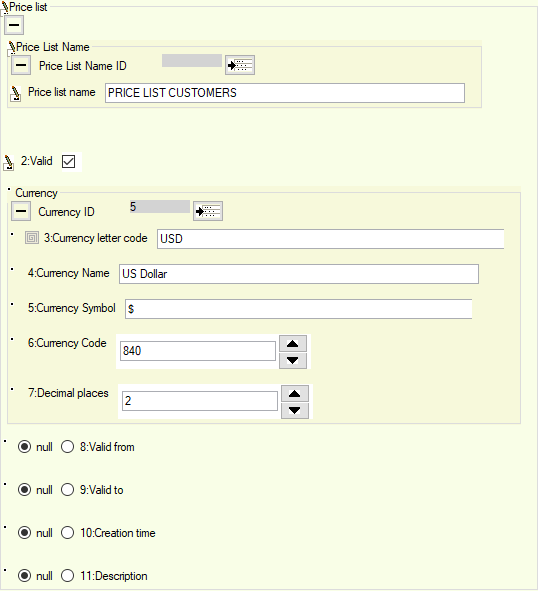 Price list
Price List Name
Price List Name ID
Price list name PRICE LIST CUSTOMERS
2:Valid
Currency
Currency ID 5
3:Currency letter code USD
4:Currency Name US Dollar
5:Currency Symbol $
6:Currency Code 840
7:Decimal places 2
null 8:Valid from
null 9:Valid to
null 10:Creation time
null 11:Description